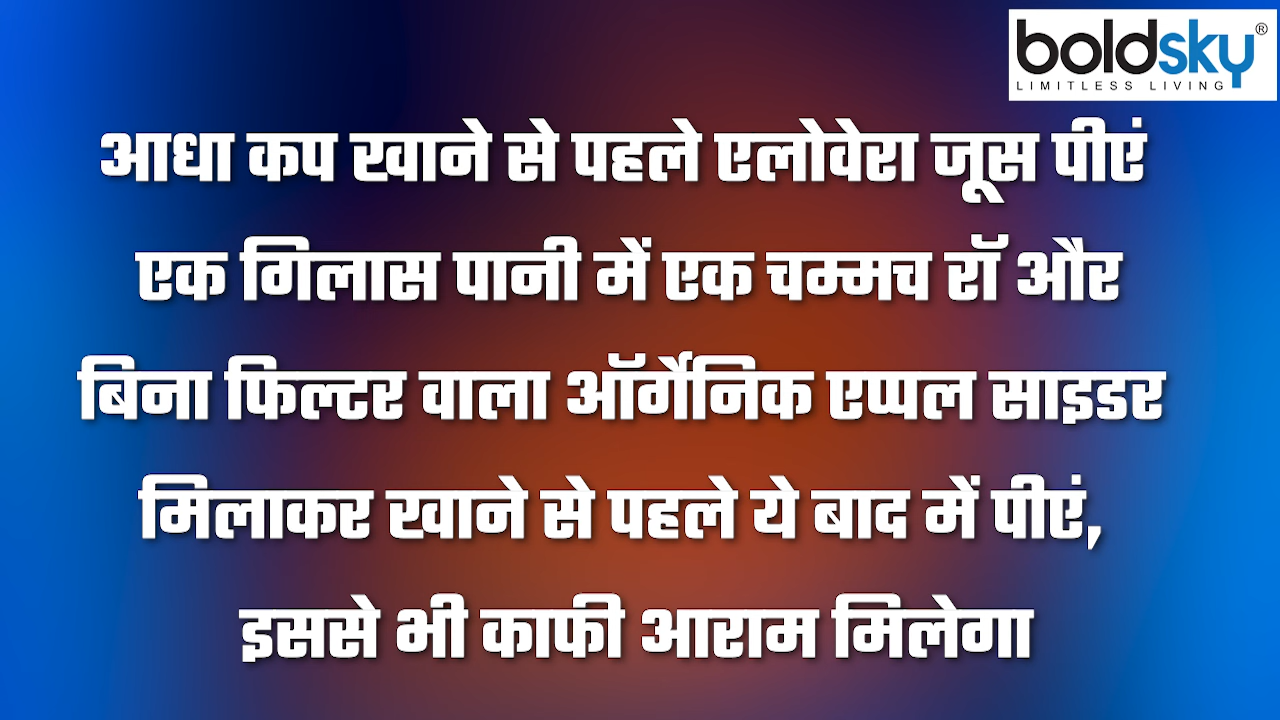 boldsky®
LIMITLESS LIVING
आधा कप खाने से पहले एलोवेरा जूस पीएं
एक गिलास पानी में एक चम्मच रॉ और
बिना फिल्टर वाला ऑर्गेनिक एप्पल साइडर
मिलाकर खाने से पहले ये बाद में पीएं,
इससे भी काफी आराम मिलेगा